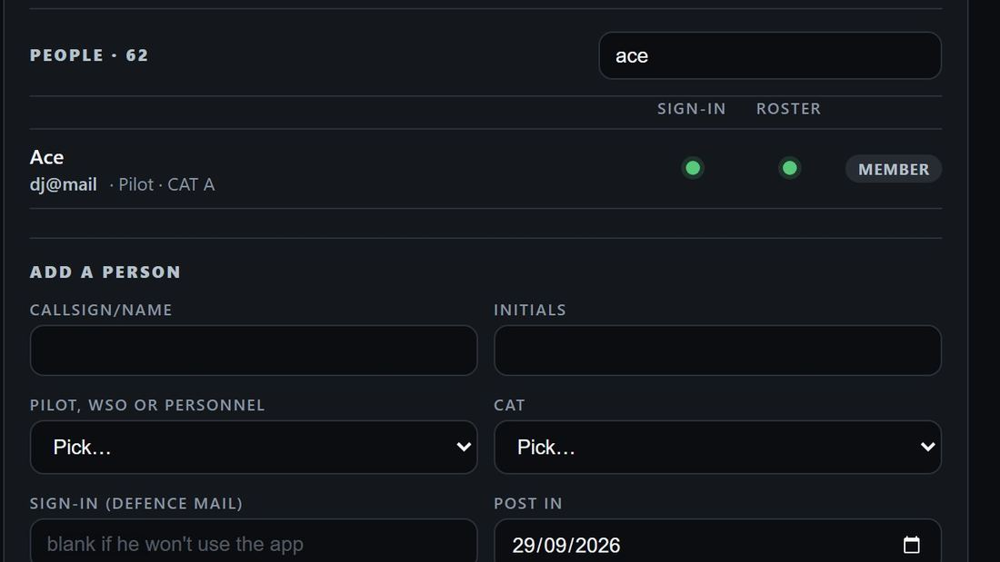 PEOPLE · 62
ace
SIGN-IN ROSTER
Ace
dj@mail · Pilot · CAT A
MEMBER
ADD A PERSON
CALLSIGN/NAME INITIALS
PILOT, WSO OR PERSONNEL CAT
Pick... Pick...
SIGN-IN (DEFENCE MAIL) POST IN
blank if he won't use the app 29/09/2026